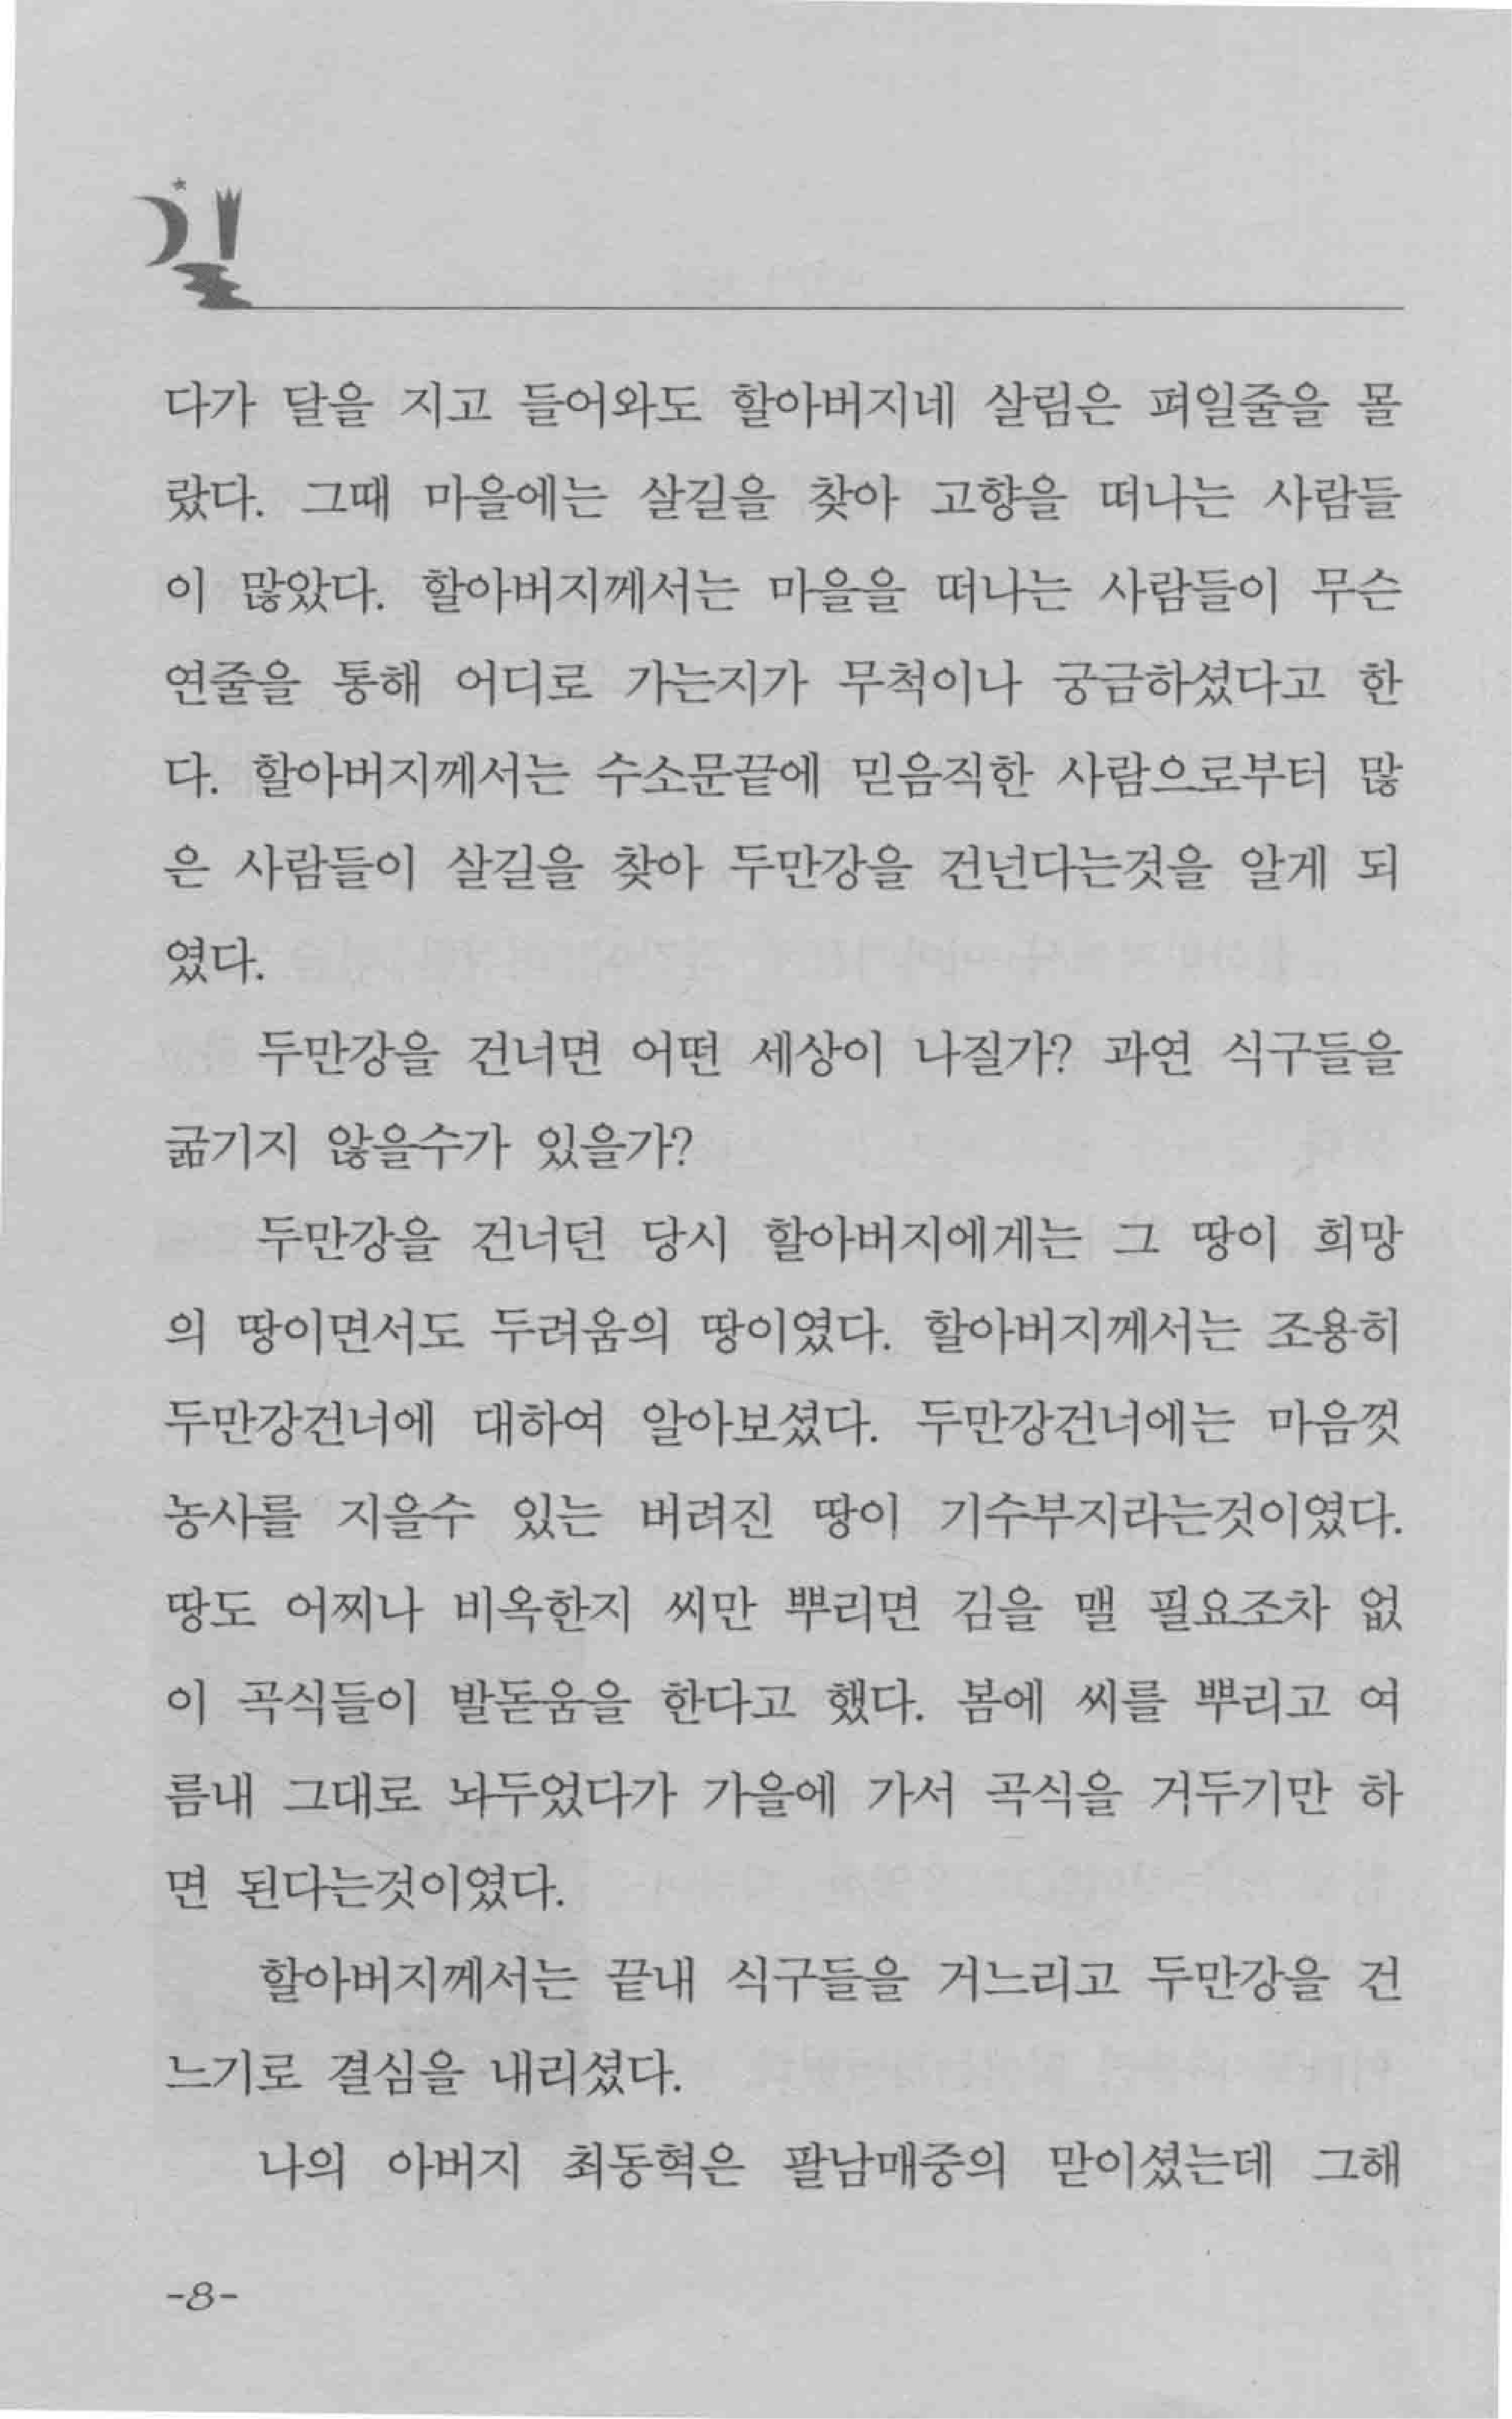 길
다가 달을 지고 들어와도 할아버지네 살림은 펴일줄을 몰
랐다. 그때 마을에는 살길을 찾아 고향을 떠나는 사람들
이 많았다. 할아버지께서는 마을을 떠나는 사람들이 무슨
연줄을 통해 어디로 가는지가 무척이나 궁금하셨다고 한
다. 할아버지께서는 수소문끝에 믿음직한 사람으로부터 많
은 사람들이 살길을 찾아 두만강을 건넌다는것을 알게 되
였다.
두만강을 건너면 어떤 세상이 나질가? 과연 식구들을
굶기지 않을수가 있을가?
두만강을 건너던 당시 할아버지에게는 그 땅이 희망
의 땅이면서도 두려움의 땅이였다. 할아버지께서는 조용히
두만강건너에 대하여 알아보셨다. 두만강건너에는 마음껏
농사를 지을수 있는 버려진 땅이 기수부지라는것이였다.
땅도 어찌나 비옥한지 씨만 뿌리면 김을 맬 필요조차 없
이 곡식들이 발돋움을 한다고 했다. 봄에 씨를 뿌리고 여
름내 그대로 놔두었다가 가을에 가서 곡식을 거두기만 하
면 된다는것이였다.
할아버지께서는 끝내 식구들을 거느리고 두만강을 건
느기로 결심을 내리셨다.
나의 아버지 최동혁은 팔남매중의 맏이셨는데 그해
-8-